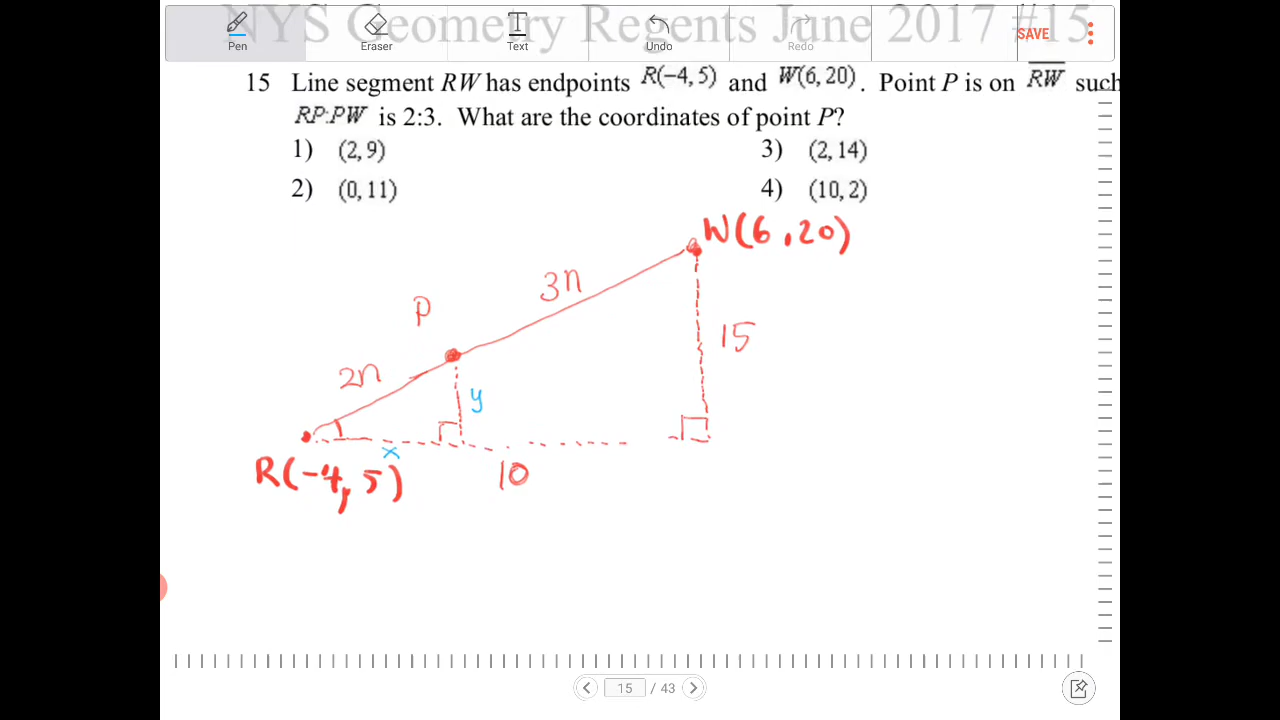 NYS Geometry Regents June 2017 #15
Pen Eraser Text Undo Redo SAVE
15 Line segment RW has endpoints R(−4, 5) and W(6, 20). Point P is on RW such
RP:PW is 2:3. What are the coordinates of point P?
1) (2, 9) 3) (2, 14)
2) (0, 11) 4) (10, 2)
W(6,20)
3n
P
15
2n
y
x
R(-4, 5)
10
15 / 43